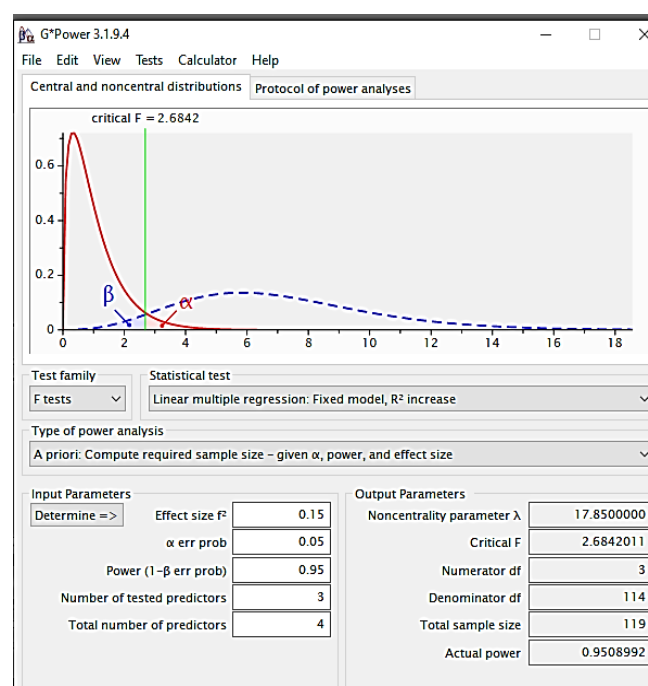 G*Power 3.1.9.4
File Edit View Tests Calculator Help
Central and noncentral distributions Protocol of power analyses
critical F = 2.6842
0.6
0.4
0.2
0
β
α
0 2 4 6 8 10 12 14 16 18
Test family Statistical test
F tests Linear multiple regression: Fixed model, R² increase
Type of power analysis
A priori: Compute required sample size – given α, power, and effect size
Input Parameters Output Parameters
Determine => Effect size f² 0.15 Noncentrality parameter λ 17.8500000
α err prob 0.05 Critical F 2.6842011
Power (1-β err prob) 0.95 Numerator df 3
Number of tested predictors 3 Denominator df 114
Total number of predictors 4 Total sample size 119
Actual power 0.9508992